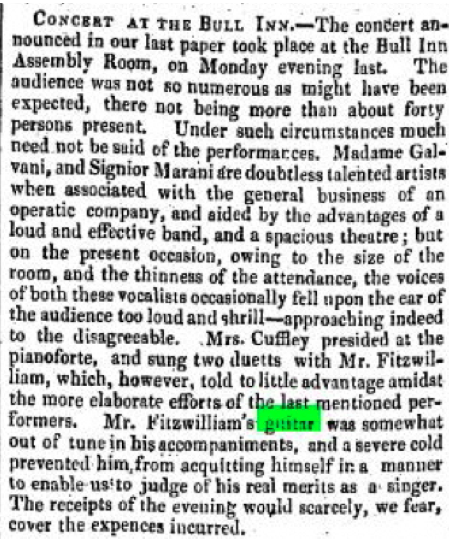 CONCERT AT THE BULL INN.—The concert an-
nounced in our last paper took place at the Bull Inn
Assembly Room, on Monday evening last. The
audience was not so numerous as might have been
expected, there not being more than about forty
persons present. Under such circumstances much
need not be said of the performances. Madame Gal-
vani, and Signior Marani are doubtless talented artists
when associated with the general business of an
operatic company, and aided by the advantages of a
loud and effective band, and a spacious theatre; but
on the present occasion, owing to the size of the
room, and the thinness of the attendance, the voices
of both these vocalists occasionally fell upon the ear of
the audience too loud and shrill—approaching indeed
to the disagreeable. Mrs. Cuffley presided at the
pianoforte, and sung two duetts with Mr. Fitzwil-
liam, which, however, told to little advantage amidst
the more elaborate efforts of the last mentioned per-
formers. Mr. Fitzwilliam's guitar was somewhat
out of tune in his accompaniments, and a severe cold
prevented him, from acquitting himself in a manner
to enable us to judge of his real merits as a singer.
The receipts of the evening would scarcely, we fear,
cover the expences incurred.